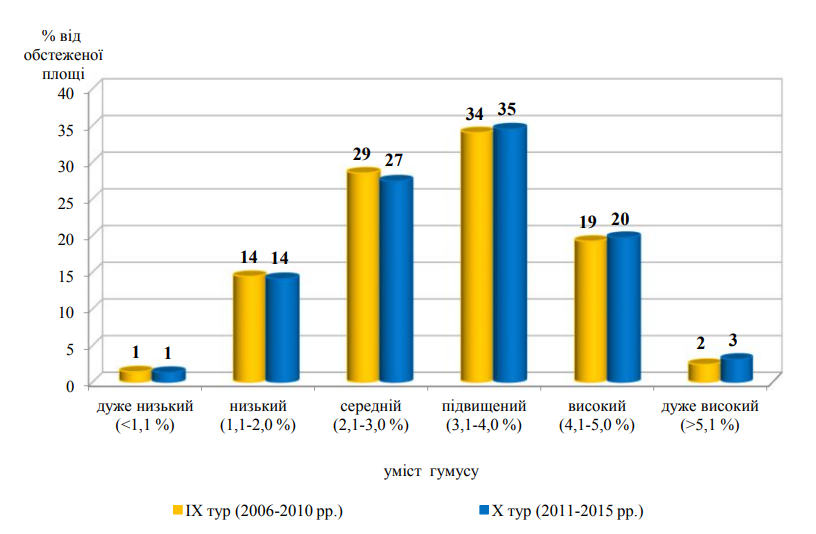 % від
обстеженої
площі
40
35
30
25
20
15
10
5
0
1 1
14 14
29 27
34 35
19 20
2 3
дуже низький
(<1,1 %)
низький
(1,1-2,0 %)
середній
(2,1-3,0 %)
підвищений
(3,1-4,0 %)
високий
(4,1-5,0 %)
дуже високий
(>5,1 %)
уміст гумусу
ІХ тур (2006-2010 рр.)
Х тур (2011-2015 рр.)